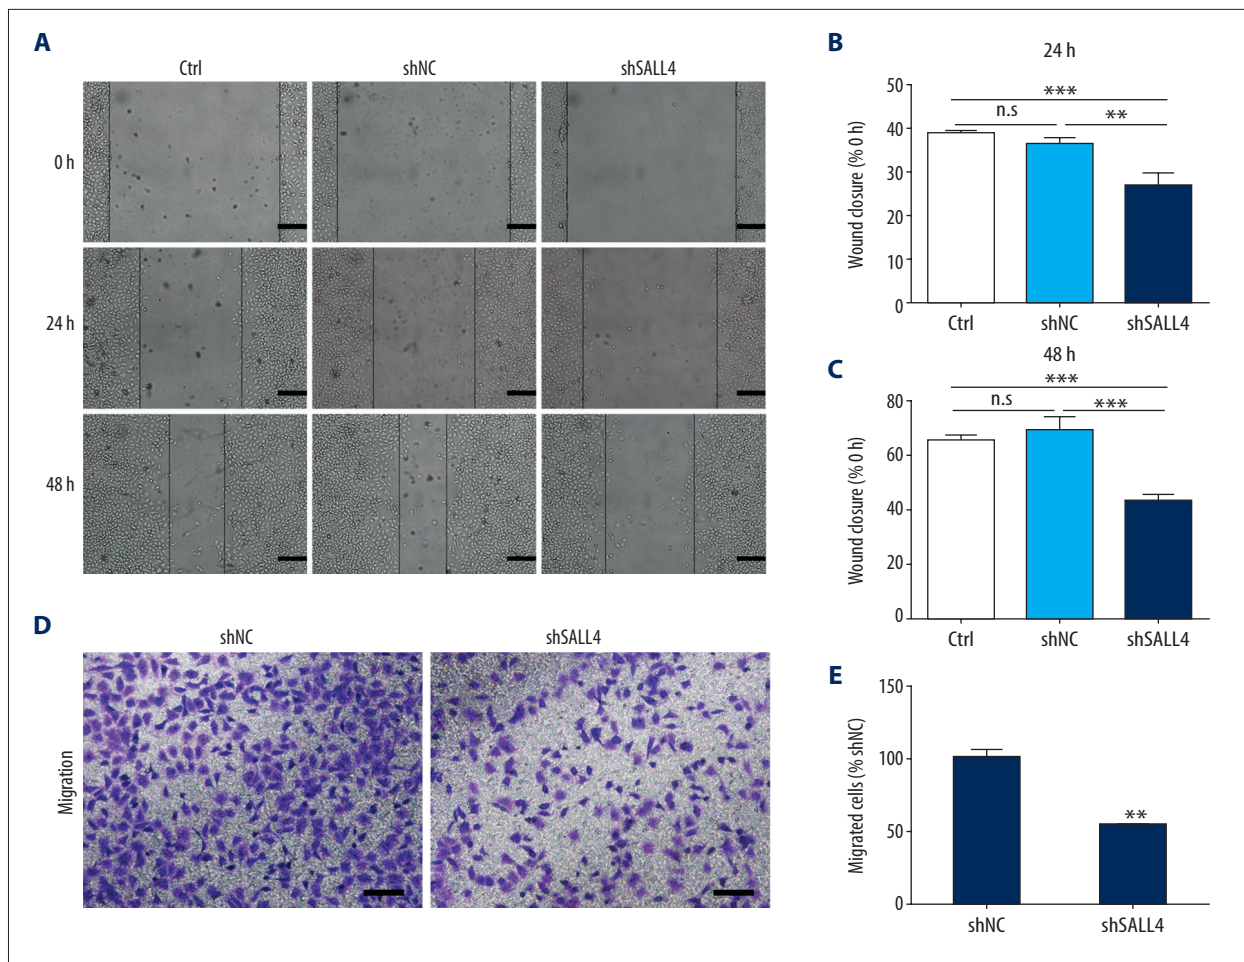 A
Ctrl
shNC
shSALL4
0 h
24 h
48 h
B
24 h
Wound closure (% 0 h)
50
40
30
20
10
0
***
n.s
**
Ctrl
shNC
shSALL4
C
48 h
Wound closure (% 0 h)
80
60
40
20
0
***
n.s
***
Ctrl
shNC
shSALL4
D
shNC
shSALL4
Migration
E
Migrated cells (% shNC)
150
100
50
0
**
shNC
shSALL4